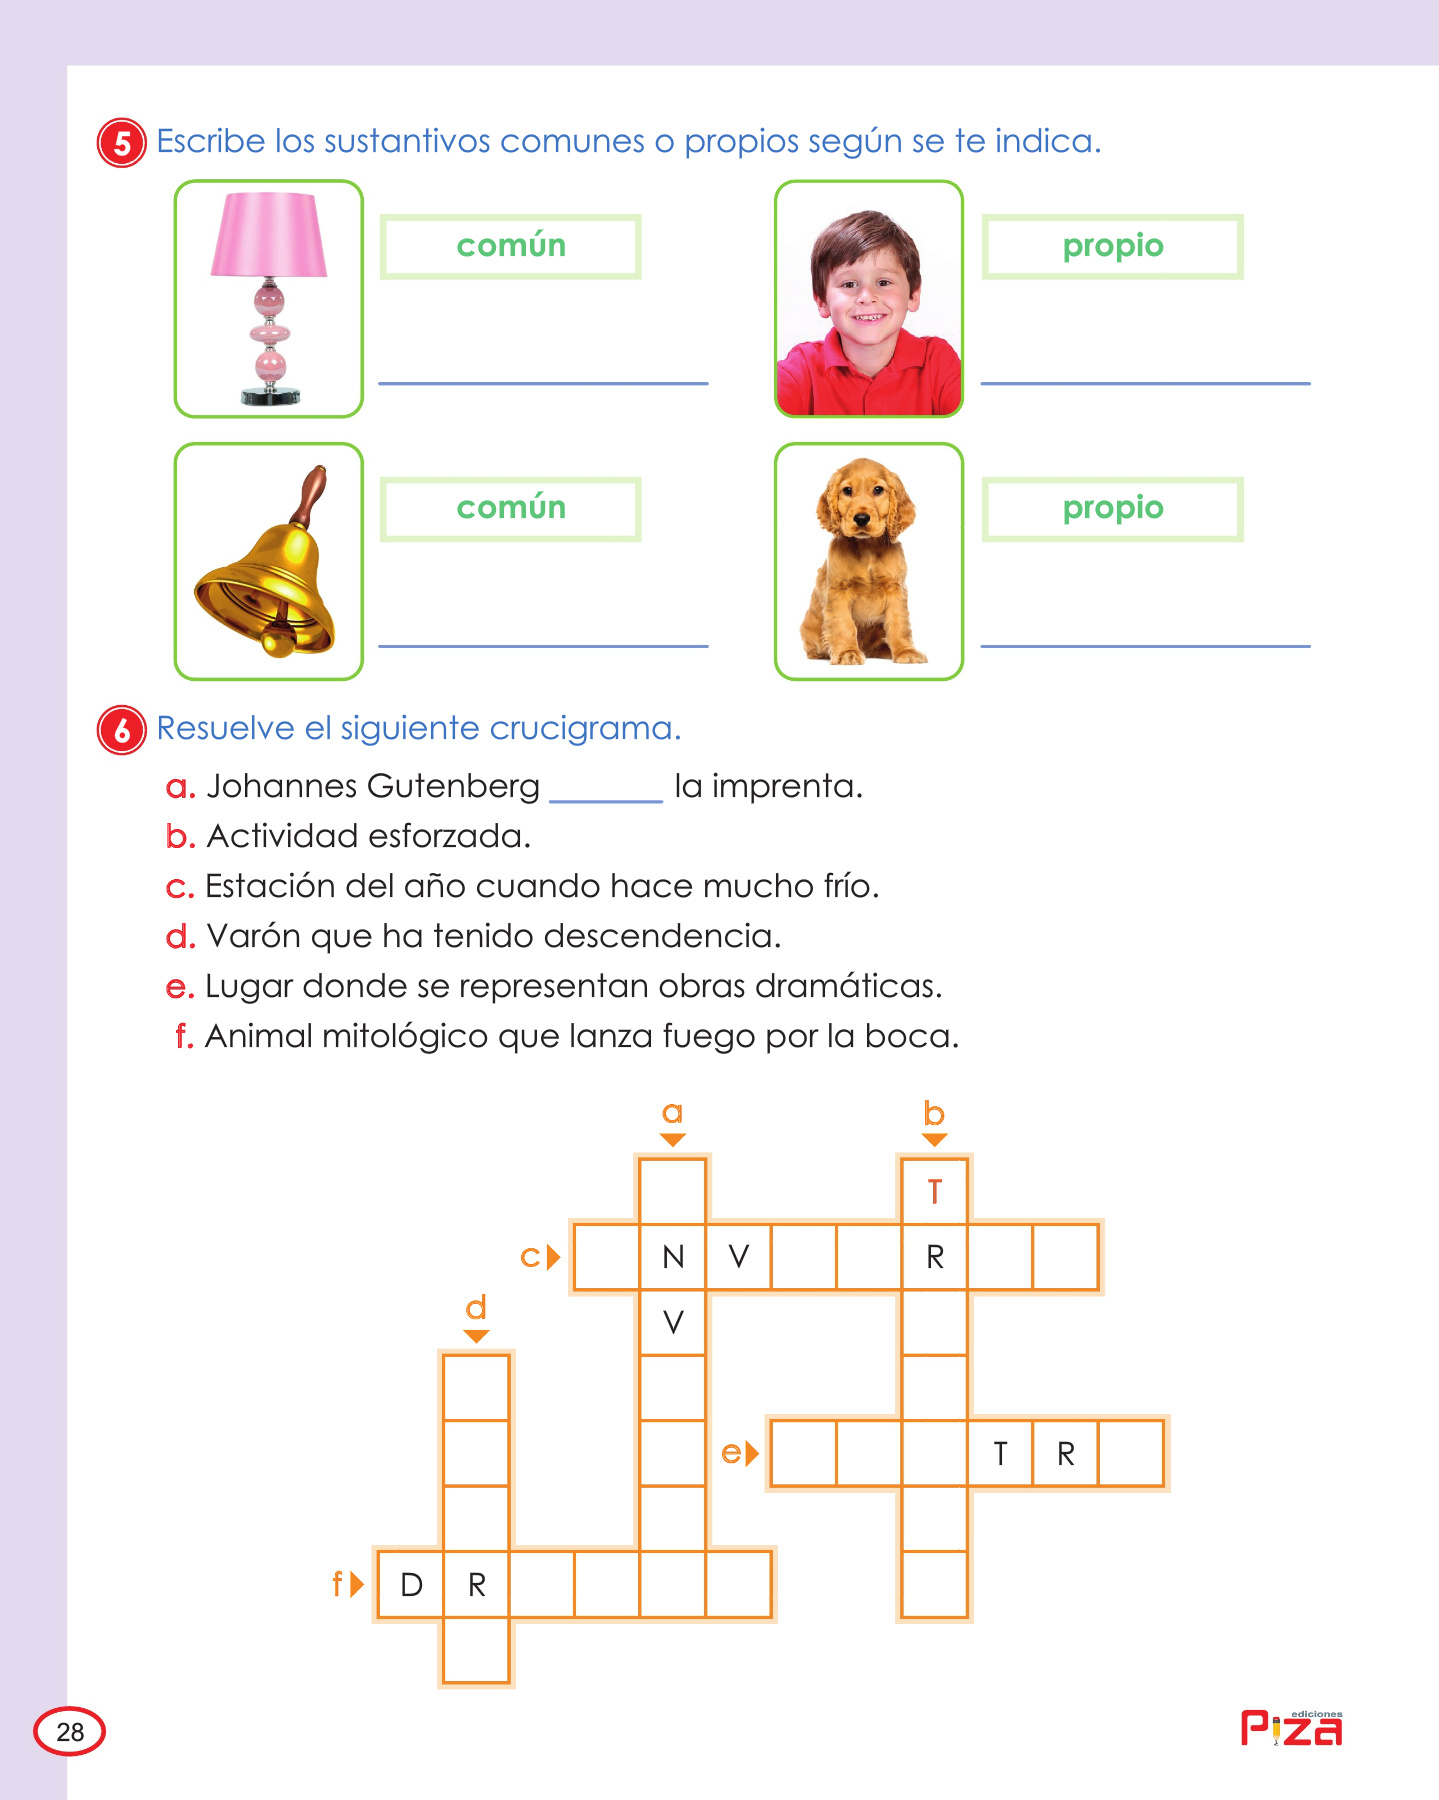 5 Escribe los sustantivos comunes o propios según se te indica.
común
propio
común
propio
6 Resuelve el siguiente crucigrama.
a. Johannes Gutenberg ______ la imprenta.
b. Actividad esforzada.
c. Estación del año cuando hace mucho frío.
d. Varón que ha tenido descendencia.
e. Lugar donde se representan obras dramáticas.
f. Animal mitológico que lanza fuego por la boca.
a b
T
c N V R
d V
e T R
f D R
28
ediciones
Piza